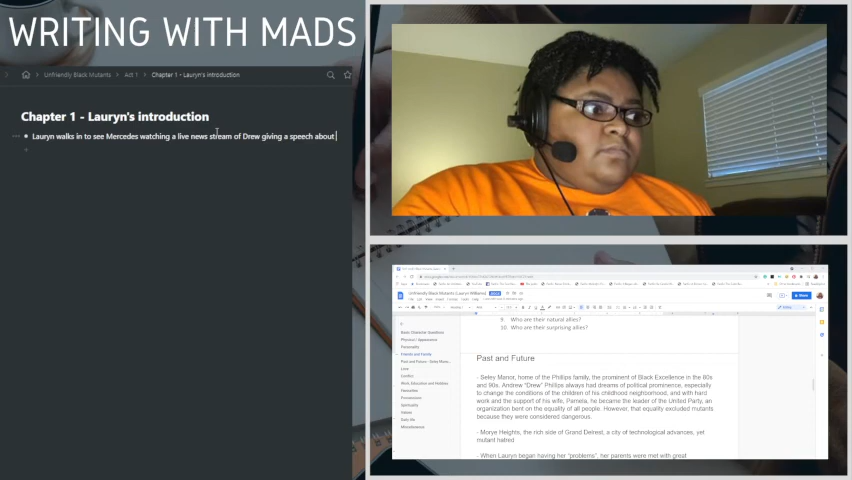 WRITING WITH MADS
Unfriendly Black Mutants > Act 1 > Chapter 1 - Lauryn's introduction
Chapter 1 - Lauryn's introduction
Lauryn walks in to see Mercedes watching a live news stream of Drew giving a speech about
Unfriendly Black Mutants (Lauryn Williams)
Share
Basic Character Questions
Physical / Appearance
Personality
Friends and Family
Past and Future - Seley Manor,
Love
Conflict
Work, Education and Hobbies
Favourites
Possessions
Spirituality
Values
Daily life
Miscellaneous
9. Who are their natural allies?
10. Who are their surprising allies?
Past and Future
- Seley Manor, home of the Phillips family, the prominent of Black Excellence in the 80s
and 90s. Andrew "Drew" Phillips always had dreams of political prominence, especially
to change the conditions of the children of his childhood neighborhood, and with hard
work and the support of his wife, Pamela, he became the leader of the United Party, an
organization bent on the equality of all people. However, that equality excluded mutants
because they were considered dangerous.
- Morye Heights, the rich side of Grand Delrest, a city of technological advances, yet
mutant hatred
- When Lauryn began having her "problems", her parents were met with great